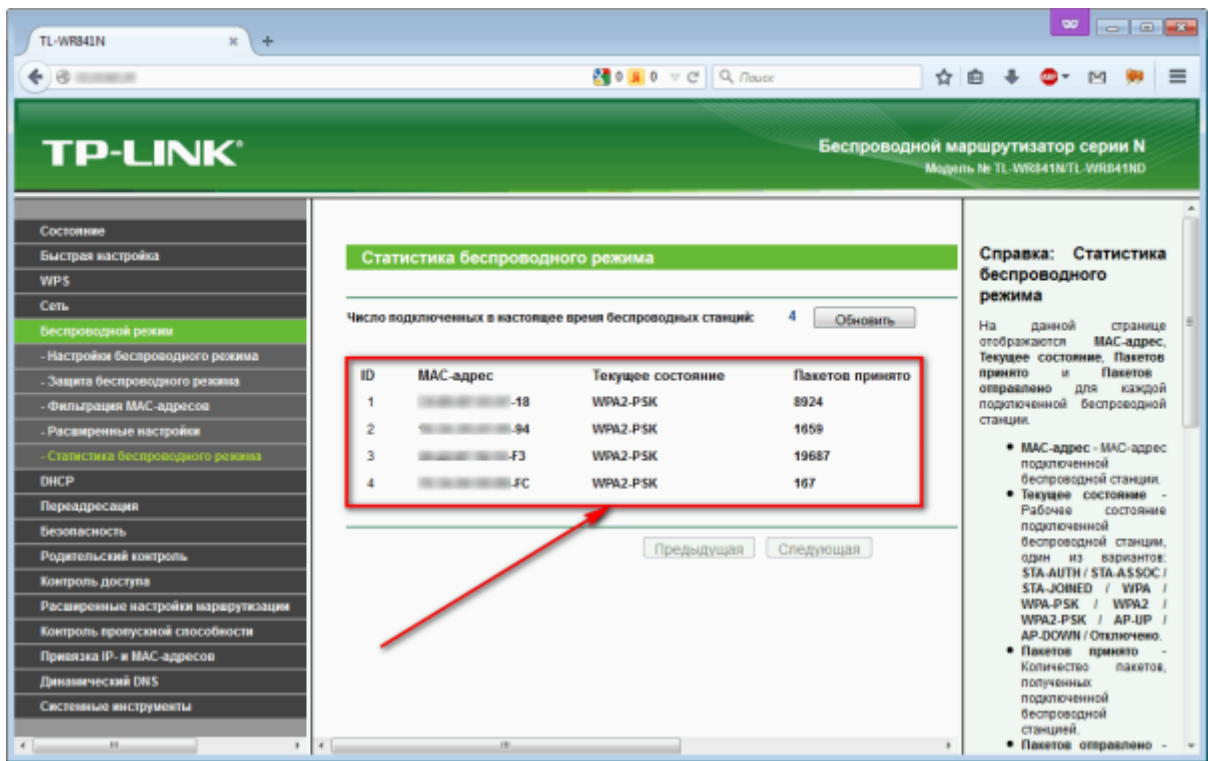 TL-WR841N
0 0 Поиск
TP-LINK®
Беспроводной маршрутизатор серии N
Модель № TL-WR841N/TL-WR841ND
Состояние
Быстрая настройка
WPS
Сеть
Беспроводной режим
- Настройки беспроводного режима
- Защита беспроводного режима
- Фильтрация MAC-адресов
- Расширенные настройки
- Статистика беспроводного режима
DHCP
Переадресация
Безопасность
Родительский контроль
Контроль доступа
Расширенные настройки маршрутизации
Контроль пропускной способности
Привязка IP- и MAC-адресов
Динамический DNS
Системные инструменты
Статистика беспроводного режима
Число подключенных в настоящее время беспроводных станций: 4 Обновить
ID MAC-адрес Текущее состояние Пакетов принято
1 -18 WPA2-PSK 8924
2 -94 WPA2-PSK 1659
3 -F3 WPA2-PSK 19687
4 -FC WPA2-PSK 167
Предыдущая Следующая
Справка: Статистика
беспроводного
режима
На данной странице
отображаются MAC-адрес,
Текущее состояние, Пакетов
принято и Пакетов
отправлено для каждой
подключенной беспроводной
станции.
• MAC-адрес - MAC-адрес
подключенной
беспроводной станции.
• Текущее состояние -
Рабочее состояние
подключенной
беспроводной станции,
один из вариантов:
STA-AUTH / STA-ASSOC /
STA-JOINED / WPA /
WPA-PSK / WPA2 /
WPA2-PSK / AP-UP /
AP-DOWN / Отключено.
• Пакетов принято -
Количество пакетов,
полученных
подключенной
беспроводной
станцией.
• Пакетов отправлено -